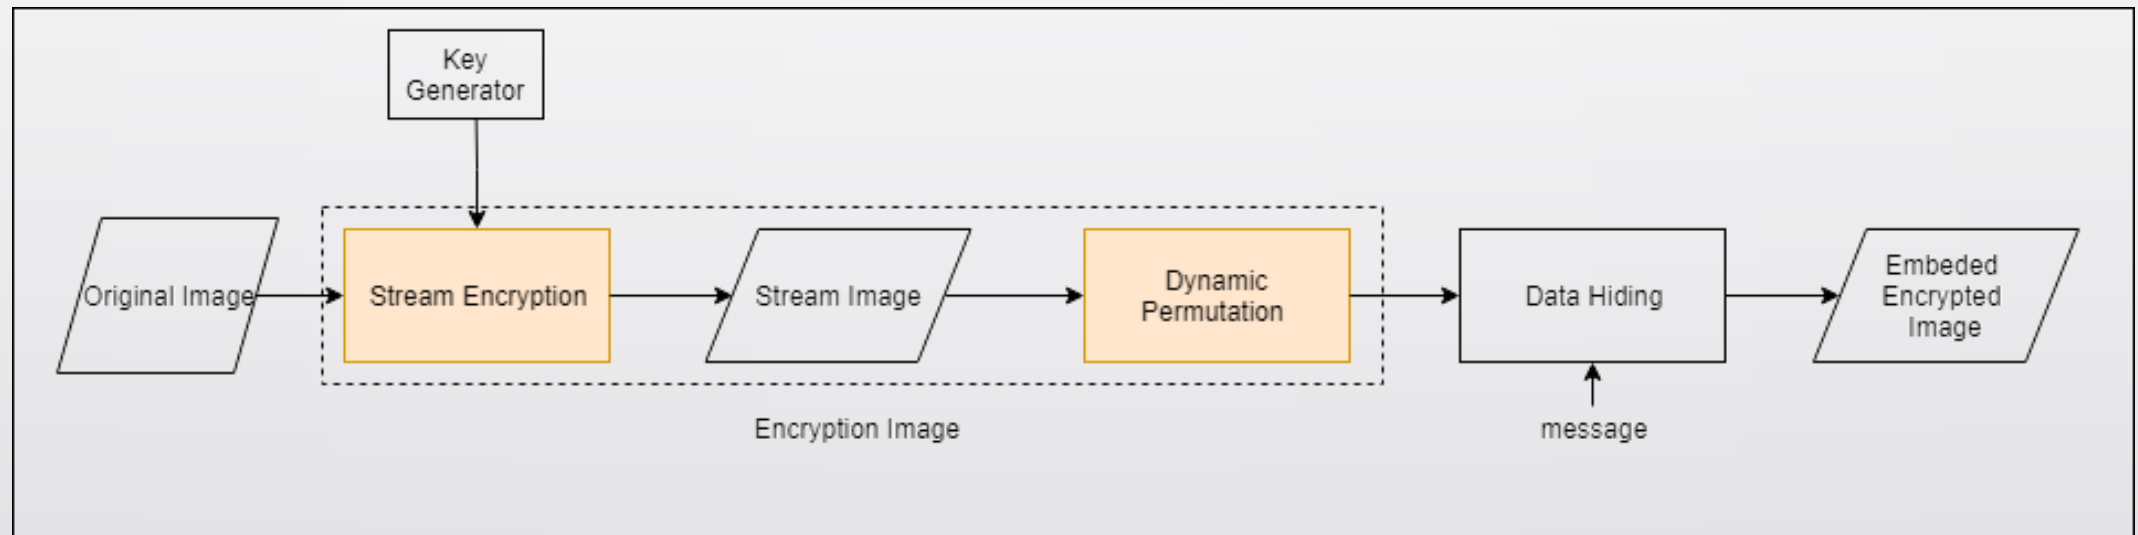 Key
Generator
Original Image
Stream Encryption
Stream Image
Dynamic
Permutation
Data Hiding
Embeded
Encrypted
Image
Encryption Image
message